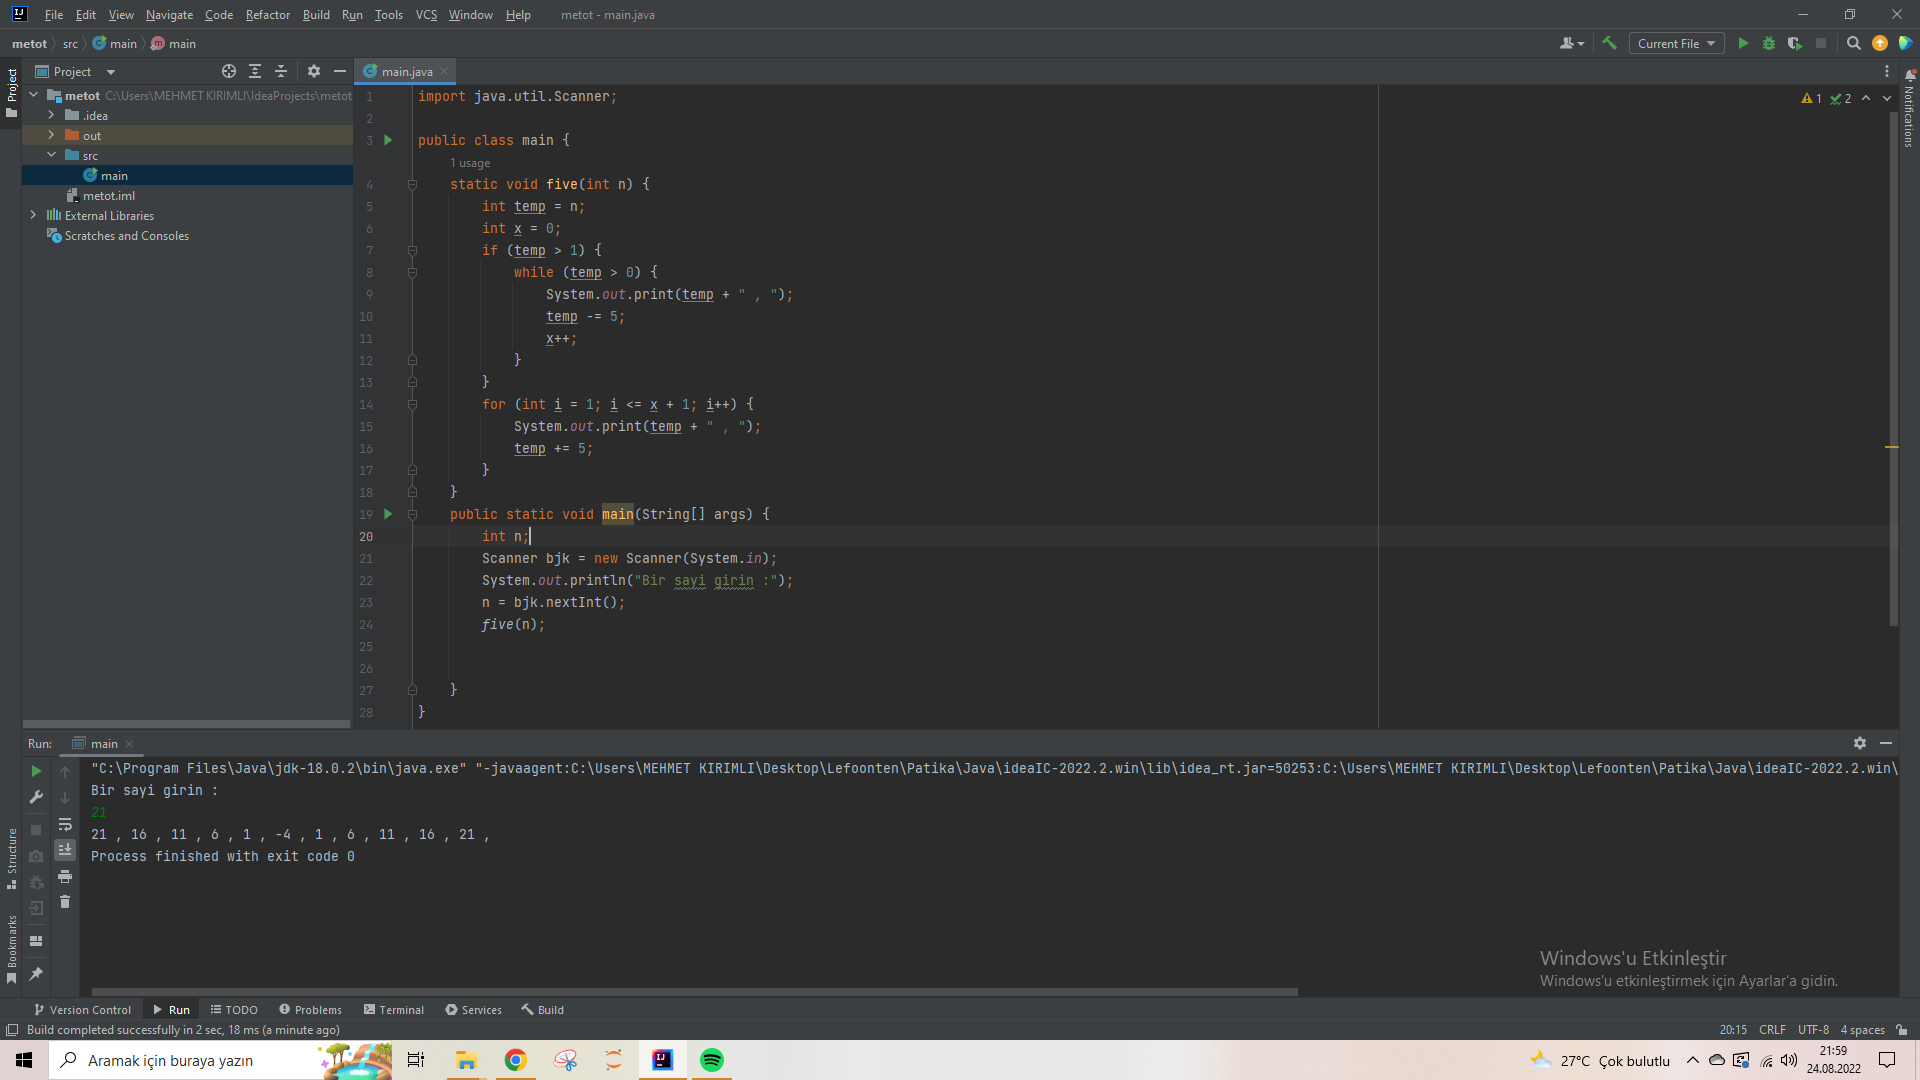 File Edit View Navigate Code Refactor Build Run Tools VCS Window Help metot - main.java
metot src main main
Current File
Project
main.java
metot C:\Users\MEHMET KIRIMLI\IdeaProjects\metot
.idea
out
src
main
metot.iml
External Libraries
Scratches and Consoles
Project
Structure
Bookmarks
Notifications
1 2
1 import java.util.Scanner;
2
3 public class main {
1 usage
4 static void five(int n) {
5 int temp = n;
6 int x = 0;
7 if (temp > 1) {
8 while (temp > 0) {
9 System.out.print(temp + " , ");
10 temp -= 5;
11 x++;
12 }
13 }
14 for (int i = 1; i <= x + 1; i++) {
15 System.out.print(temp + " , ");
16 temp += 5;
17 }
18 }
19 public static void main(String[] args) {
20 int n;
21 Scanner bjk = new Scanner(System.in);
22 System.out.println("Bir sayi girin :");
23 n = bjk.nextInt();
24 five(n);
25
26
27 }
28 }
Run: main
"C:\Program Files\Java\jdk-18.0.2\bin\java.exe" "-javaagent:C:\Users\MEHMET KIRIMLI\Desktop\Lefoonten\Patika\Java\ideaIC-2022.2.win\lib\idea_rt.jar=50253:C:\Users\MEHMET KIRIMLI\Desktop\Lefoonten\Patika\Java\ideaIC-2022.2.win\
Bir sayi girin :
21
21 , 16 , 11 , 6 , 1 , -4 , 1 , 6 , 11 , 16 , 21 ,
Process finished with exit code 0
Windows'u Etkinleştir
Windows'u etkinleştirmek için Ayarlar'a gidin.
Version Control Run TODO Problems Terminal Services Build
Build completed successfully in 2 sec, 18 ms (a minute ago)
20:15 CRLF UTF-8 4 spaces
Aramak için buraya yazın
27°C Çok bulutlu
21:59
24.08.2022